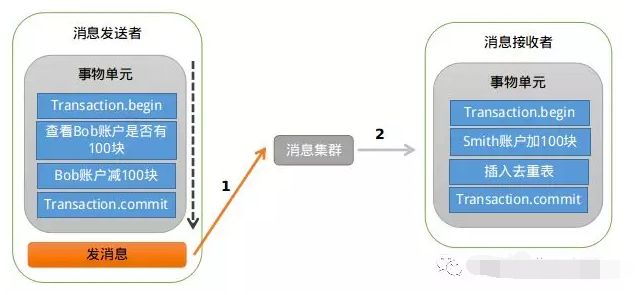 消息发送者
事物单元
Transaction.begin
查看Bob账户是否有
100块
Bob账户减100块
Transaction.commit
发消息
1
消息集群
2
消息接收者
事物单元
Transaction.begin
Smith账户加100块
插入去重表
Transaction.commit